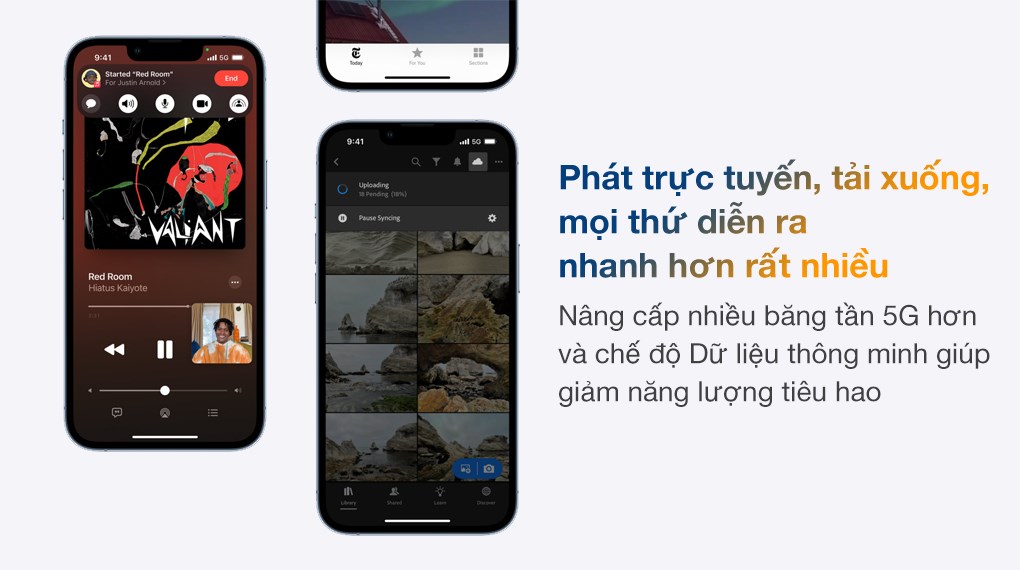 9:41
5G
Started "Red Room"
For Justin Arnold >
End
VALIANT
Red Room
Hiatus Kaiyote
Today
For You
Sections
9:41
5G
Uploading
18 Pending (18%)
Pause Syncing
Library
Shared
Learn
Discover
Phát trực tuyến, tải xuống,
mọi thứ diễn ra
nhanh hơn rất nhiều
Nâng cấp nhiều băng tần 5G hơn
và chế độ Dữ liệu thông minh giúp
giảm năng lượng tiêu hao